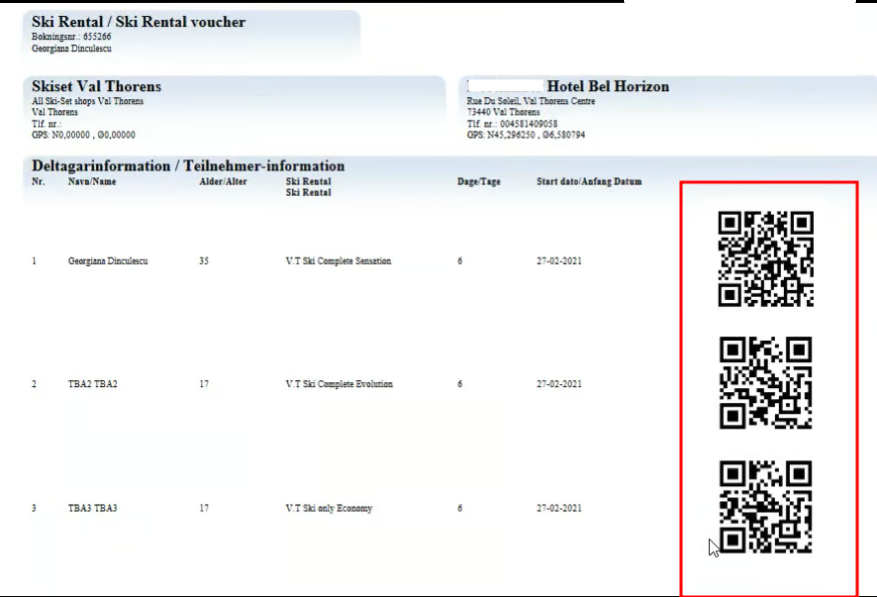 Ski Rental / Ski Rental voucher
Bokningsnr.: 655266
Georgiana Dinculescu
Skiset Val Thorens
All Ski-Set shops Val Thorens
Val Thorens
Tlf. nr.:
GPS: N0,00000 , Ø0,00000
Hotel Bel Horizon
Rue Du Soleil, Val Thorens Centre
73440 Val Thorens
Tlf. nr.: 004581409058
GPS: N45,296250 , Ø6,580794
Deltagarinformation / Teilnehmer-information
Nr. Navn/Name Alder/Alter Ski Rental Dage/Tage Start dato/Anfang Datum
Ski Rental
1 Georgiana Dinculescu 35 V.T Ski Complete Sensation 6 27-02-2021
2 TBA2 TBA2 17 V.T Ski Complete Evolution 6 27-02-2021
3 TBA3 TBA3 17 V.T Ski only Economy 6 27-02-2021